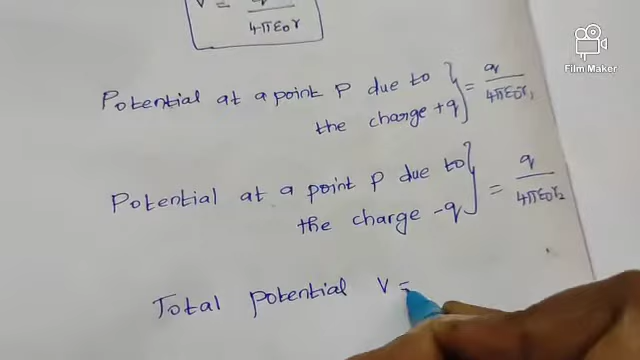 V = q / 4πε₀r
Film Maker
Potential at a point P due to
the charge +q } = q / 4πε₀r₁
Potential at a point P due to
the charge -q } = q / 4πε₀r₂
Total potential V =